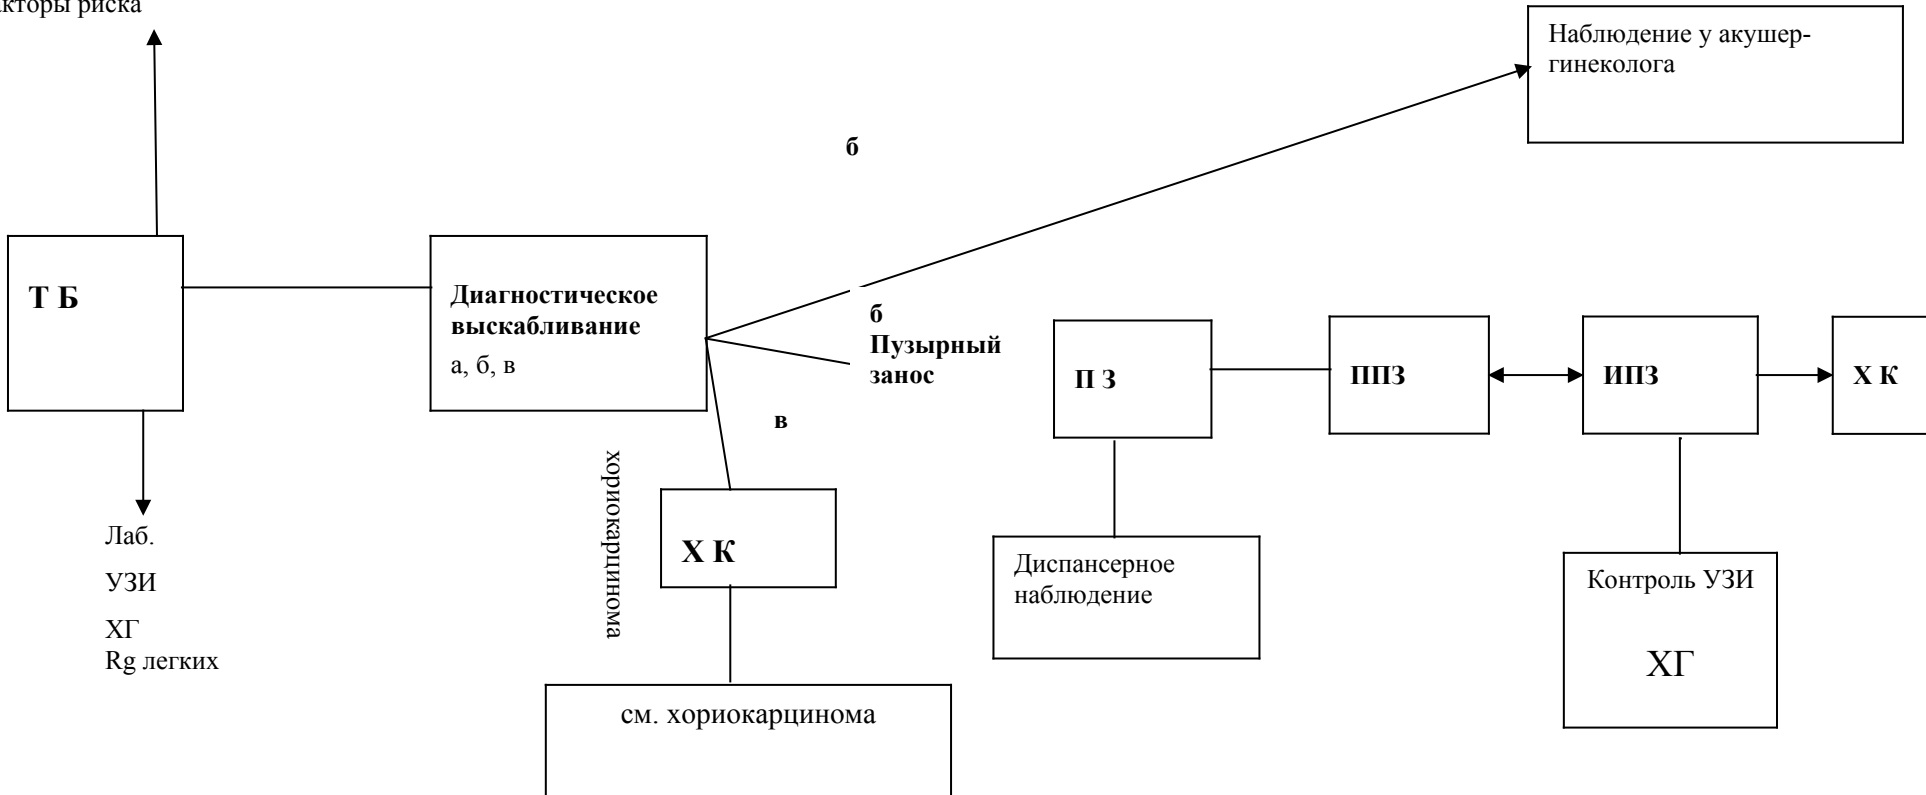 акторы риска
Наблюдение у акушер-
гинеколога
б
Т Б
Диагностическое
выскабливание
а, б, в
б
Пузырный
занос
П З
ППЗ
ИПЗ
Х К
в
хориокарцинома
Х К
Лаб.
УЗИ
ХГ
Rg легких
Диспансерное
наблюдение
Контроль УЗИ
ХГ
см. хориокарцинома